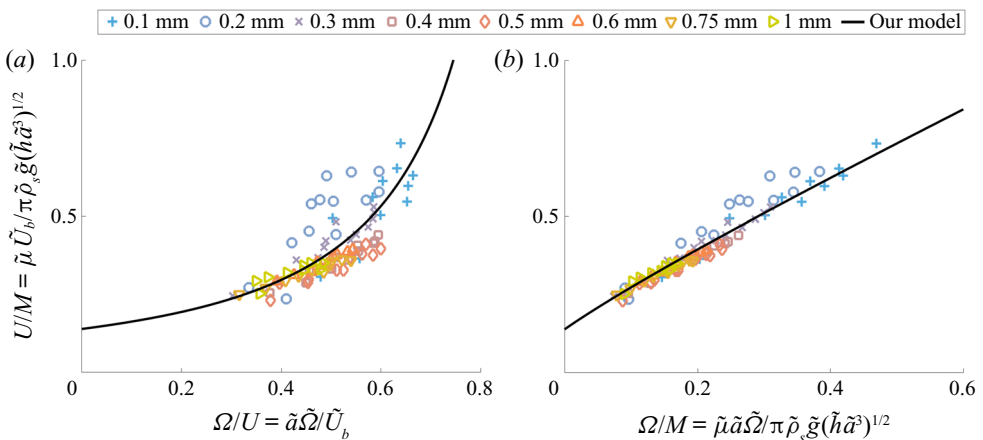 0.1 mm 0.2 mm 0.3 mm 0.4 mm 0.5 mm 0.6 mm 0.75 mm 1 mm Our model
(a)
1.0
0.5
0 0.2 0.4 0.6 0.8
U/M = μ̃ Ũ_b/πρ̃_s g̃(h̃ã³)^1/2
Ω/U = ãΩ̃/Ũ_b
(b)
1.0
0.5
0 0.2 0.4 0.6
Ω/M = μ̃ãΩ̃/πρ̃_s g̃(h̃ã³)^1/2